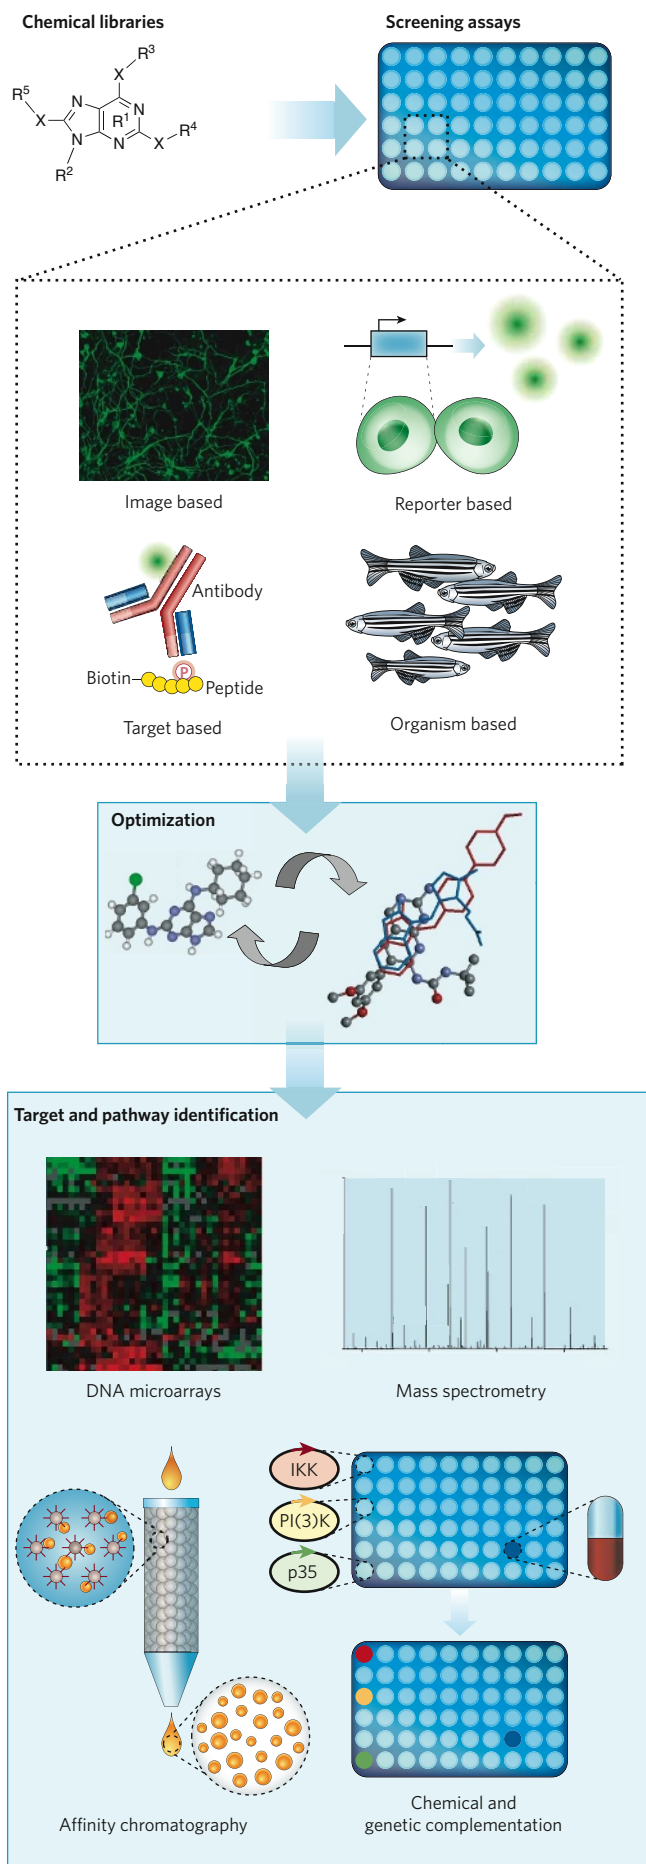 Chemical libraries
Screening assays
R³
X
R⁵
N
N
X
R¹
R⁴
N
N
X
R²
Image based
Reporter based
Antibody
Biotin
P
Peptide
Target based
Organism based
Optimization
Target and pathway identification
DNA microarrays
Mass spectrometry
IKK
PI(3)K
p35
Affinity chromatography
Chemical and
genetic complementation